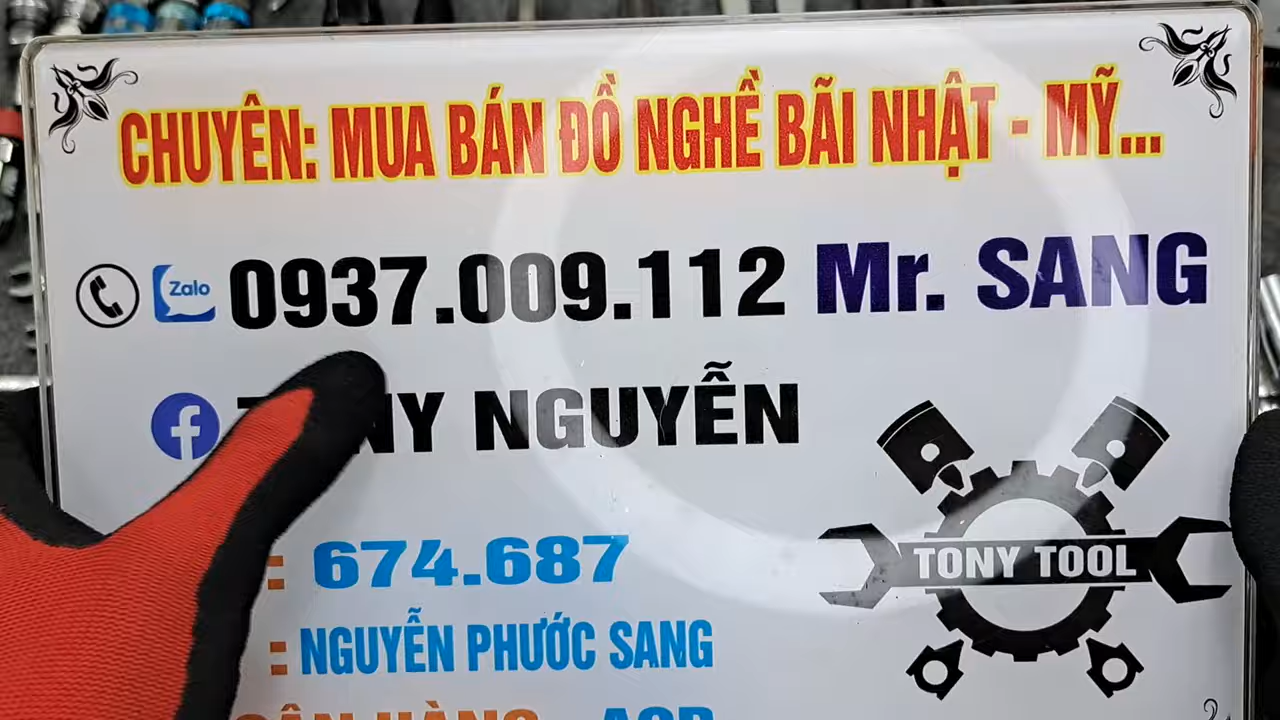 CHUYÊN: MUA BÁN ĐỒ NGHỀ BÃI NHẬT - MỸ...
Zalo 0937.009.112 Mr. SANG
NGUYỄN
: 674.687
TONY TOOL
: NGUYỄN PHƯỚC SANG